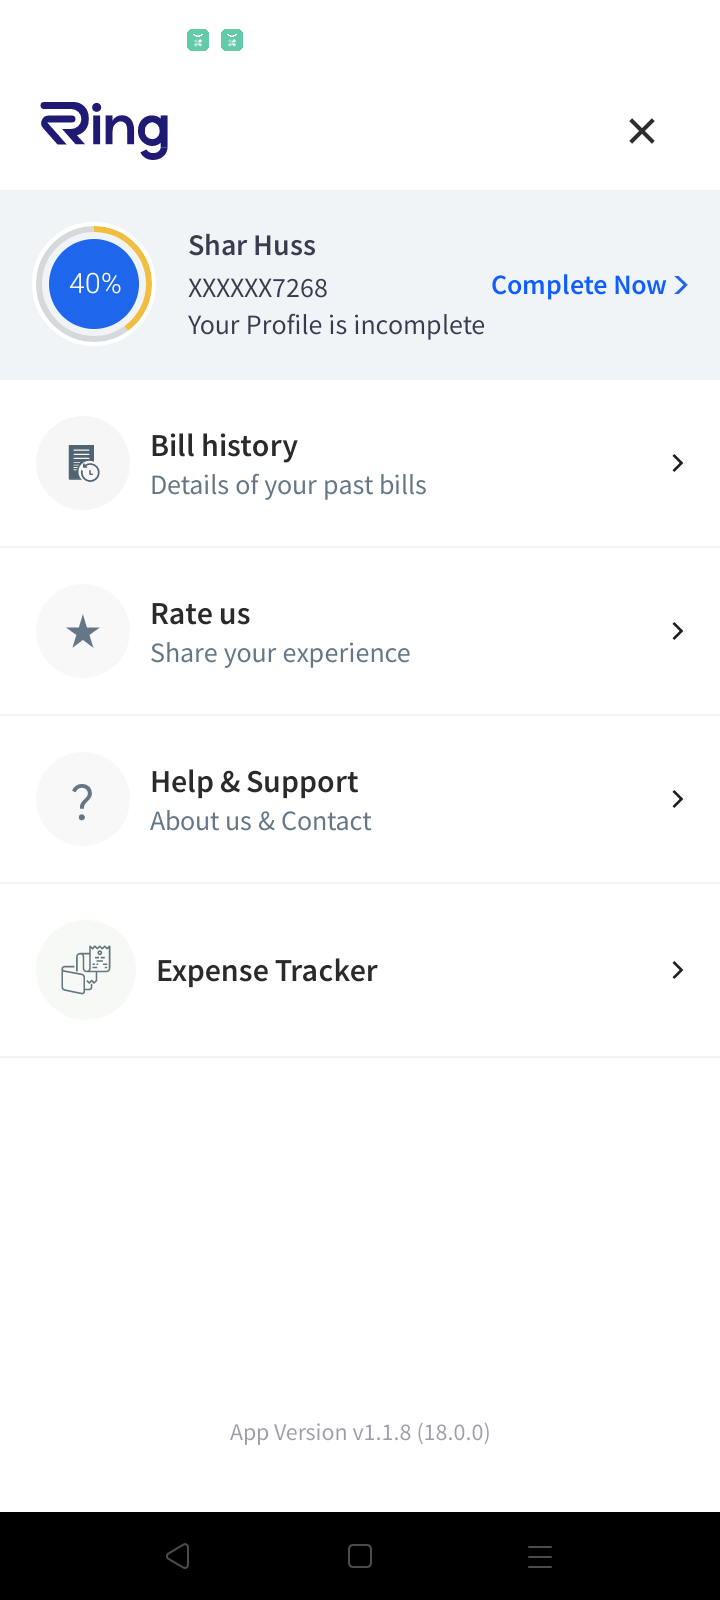 Ring
40%
Shar Huss
XXXXXX7268
Your Profile is incomplete
Complete Now
Bill history
Details of your past bills
Rate us
Share your experience
?
Help & Support
About us & Contact
Expense Tracker
App Version v1.1.8 (18.0.0)